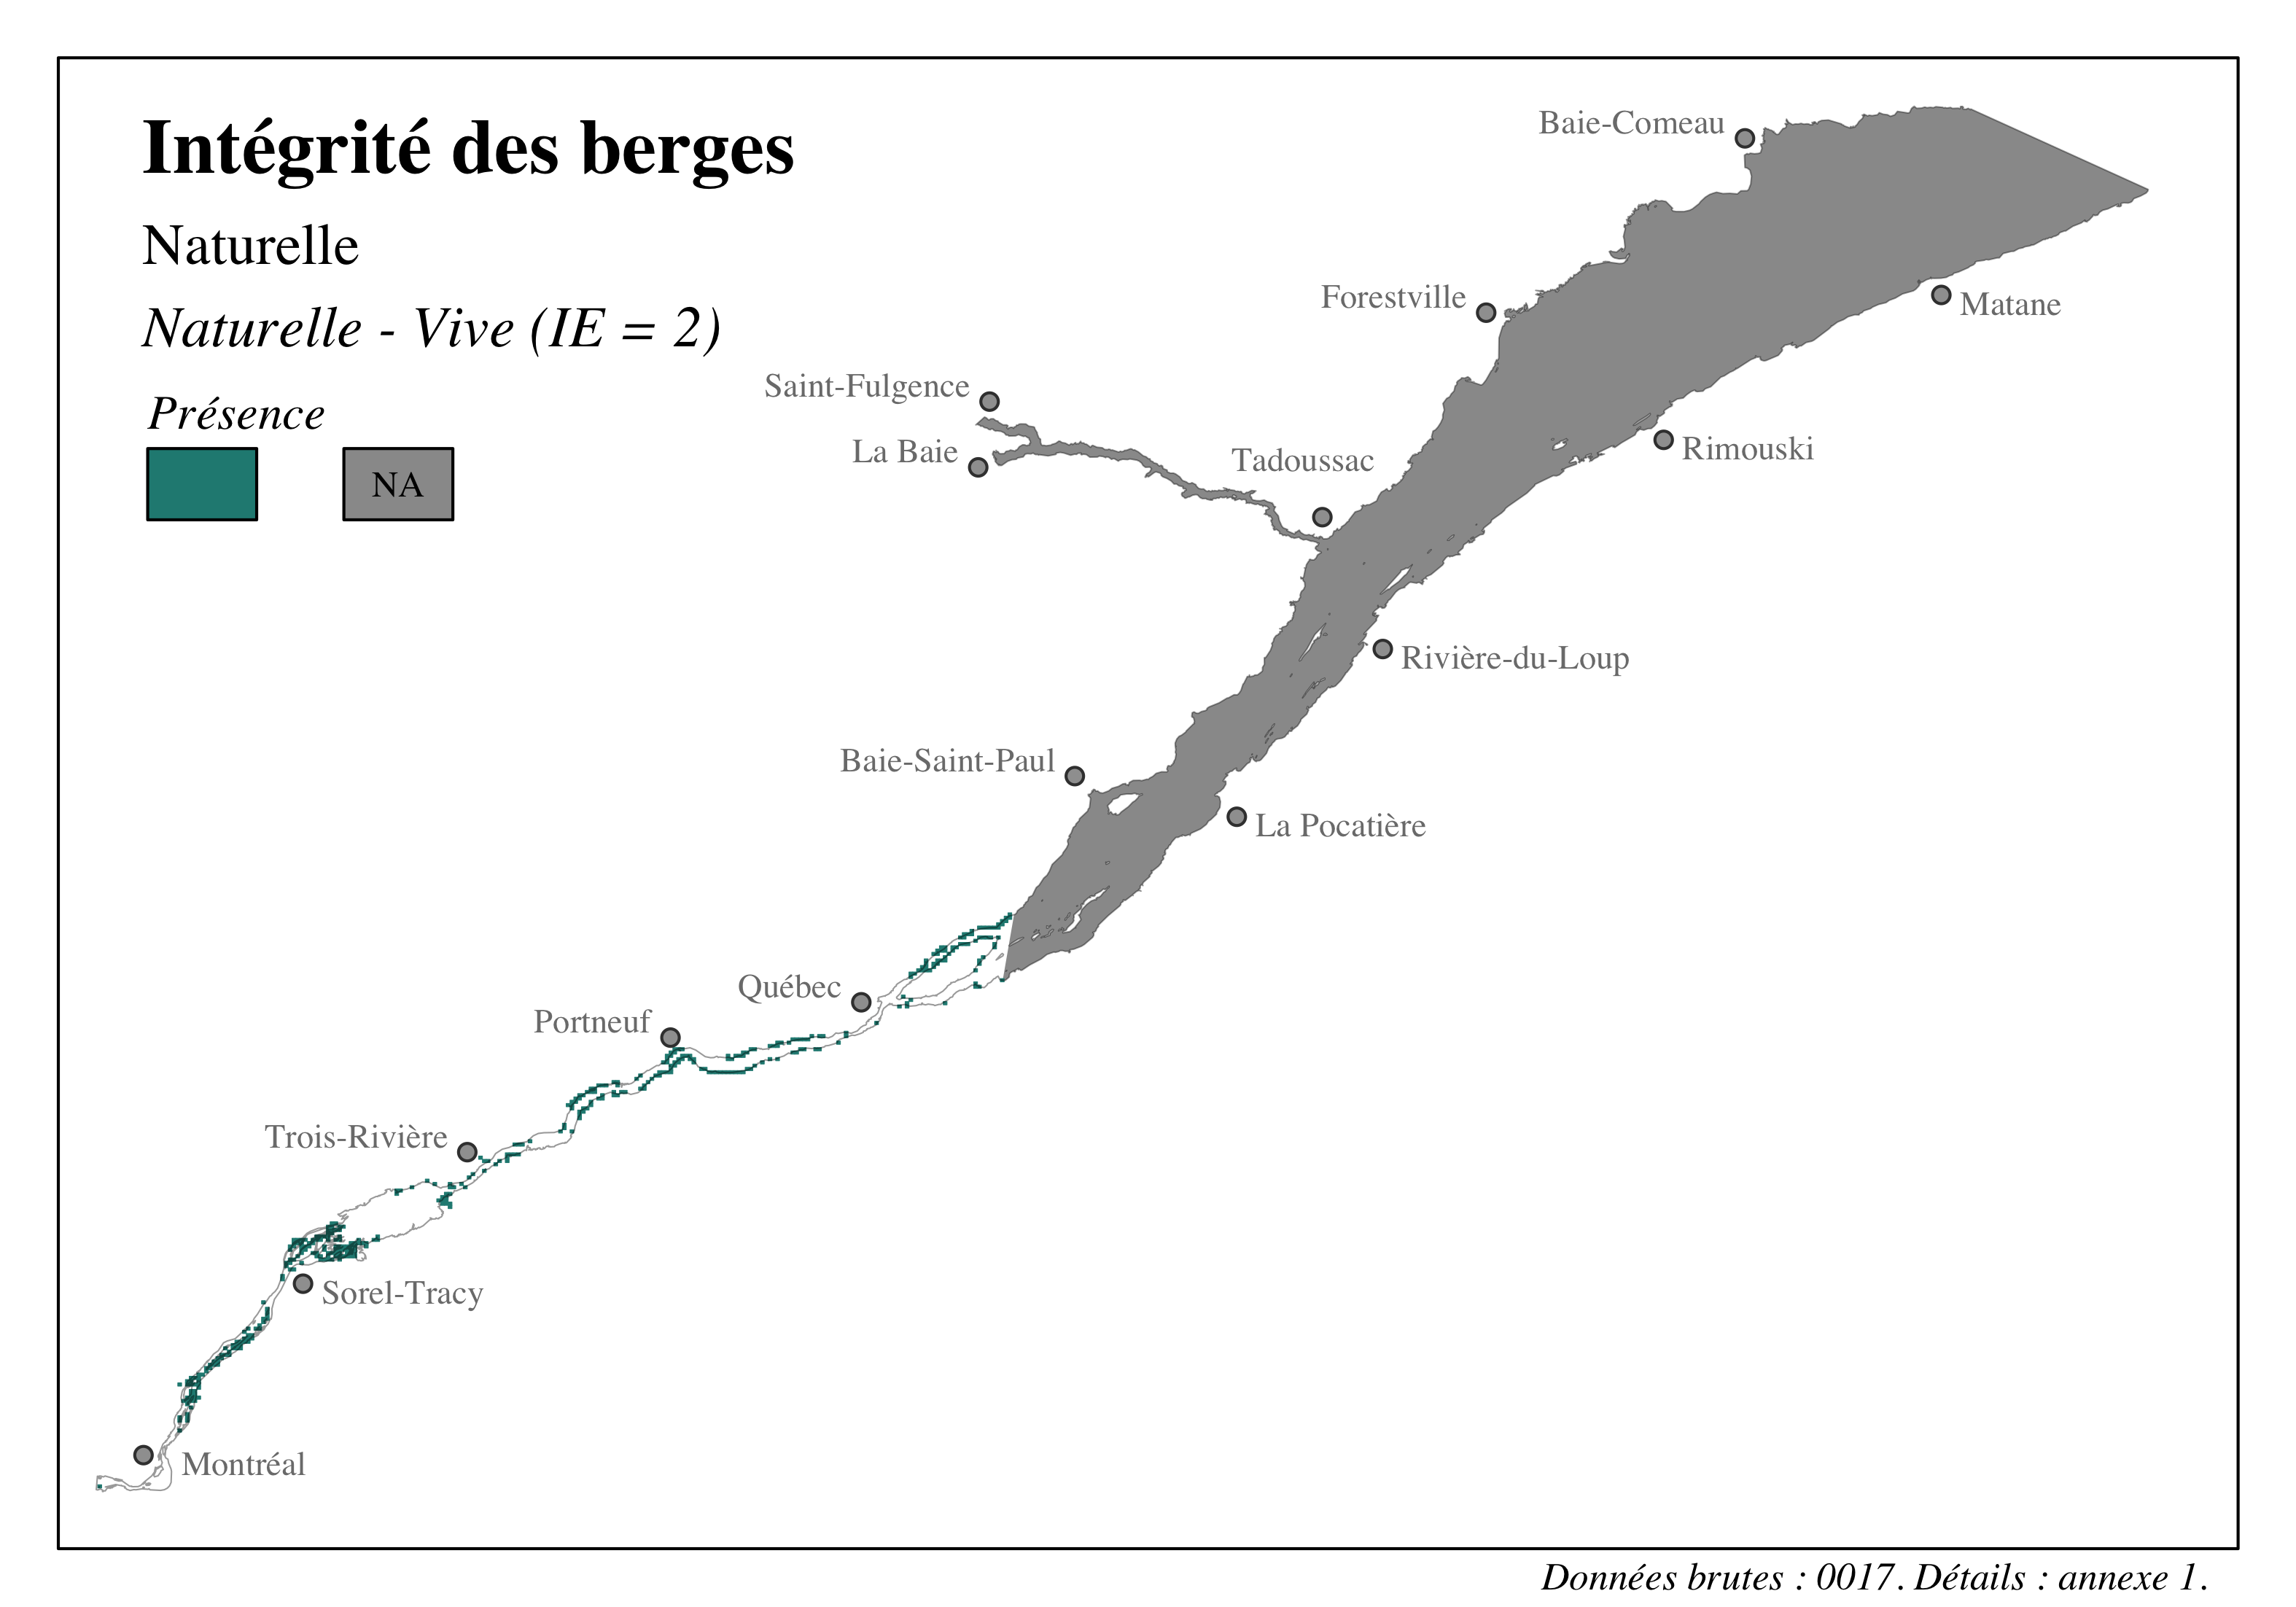 Intégrité des berges
Naturelle
Naturelle - Vive (IE = 2)
Présence
NA
Baie-Comeau
Forestville
Matane
Saint-Fulgence
La Baie
Tadoussac
Rimouski
Rivière-du-Loup
Baie-Saint-Paul
La Pocatière
Québec
Portneuf
Trois-Rivière
Sorel-Tracy
Montréal
Données brutes : 0017. Détails : annexe 1.